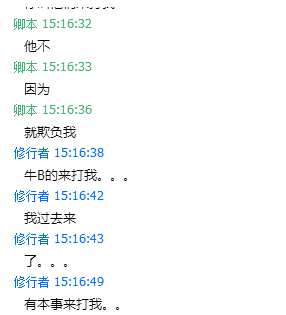 卿本 15:16:32
他不
卿本 15:16:33
因为
卿本 15:16:36
就欺负我
修行者 15:16:38
牛B的来打我。。。
修行者 15:16:42
我过去来
修行者 15:16:43
了。。。
修行者 15:16:49
有本事来打我。。